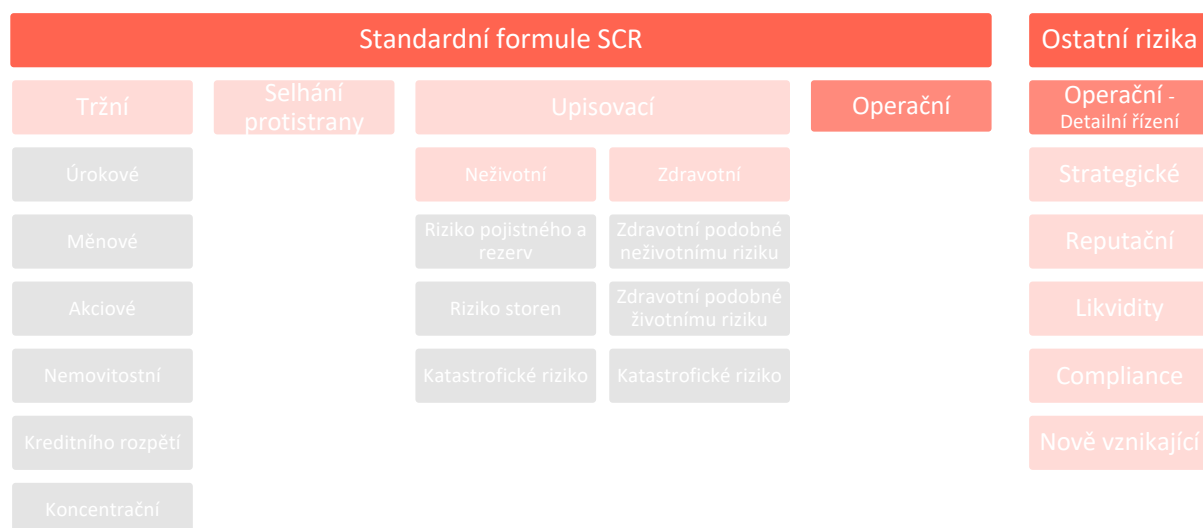 Standardní formule SCR
Ostatní rizika
Tržní
Selhání
protistrany
Upisovací
Operační
Operační -
Detailní řízení
Úrokové
Neživotní
Zdravotní
Strategické
Měnové
Riziko pojistného a
rezerv
Zdravotní podobné
neživotnímu riziku
Reputační
Akciové
Riziko storen
Zdravotní podobné
životnímu riziku
Likvidity
Nemovitostní
Katastrofické riziko
Katastrofické riziko
Compliance
Kreditního rozpětí
Nově vznikající
Koncentrační